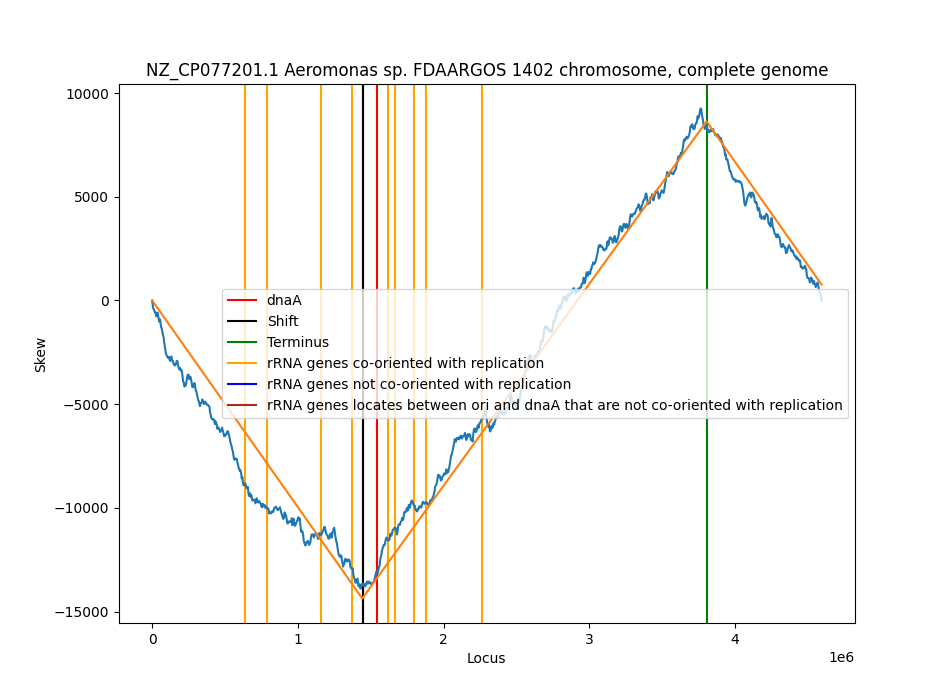 NZ_CP077201.1 Aeromonas sp. FDAARGOS 1402 chromosome, complete genome
10000
5000
0
−5000
−10000
−15000
Skew
dnaA
Shift
Terminus
rRNA genes co-oriented with replication
rRNA genes not co-oriented with replication
rRNA genes locates between ori and dnaA that are not co-oriented with replication
0 1 2 3 4
1e6
Locus